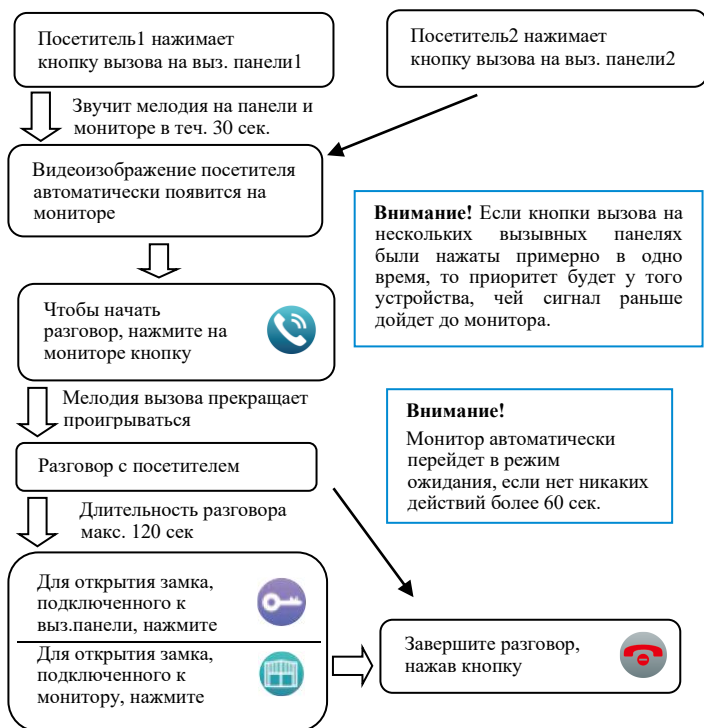 Посетитель1 нажимает
кнопку вызова на выз. панели1
Посетитель2 нажимает
кнопку вызова на выз. панели2
Звучит мелодия на панели и
мониторе в теч. 30 сек.
Видеоизображение посетителя
автоматически появится на
мониторе
Внимание! Если кнопки вызова на
нескольких вызывных панелях
были нажаты примерно в одно
время, то приоритет будет у того
устройства, чей сигнал раньше
дойдет до монитора.
Чтобы начать
разговор, нажмите на
мониторе кнопку
Мелодия вызова прекращает
проигрываться
Внимание!
Монитор автоматически
перейдет в режим
ожидания, если нет никаких
действий более 60 сек.
Разговор с посетителем
Длительность разговора
макс. 120 сек
Для открытия замка,
подключенного к
выз.панели, нажмите
Для открытия замка,
подключенного к
монитору, нажмите
Завершите разговор,
нажав кнопку